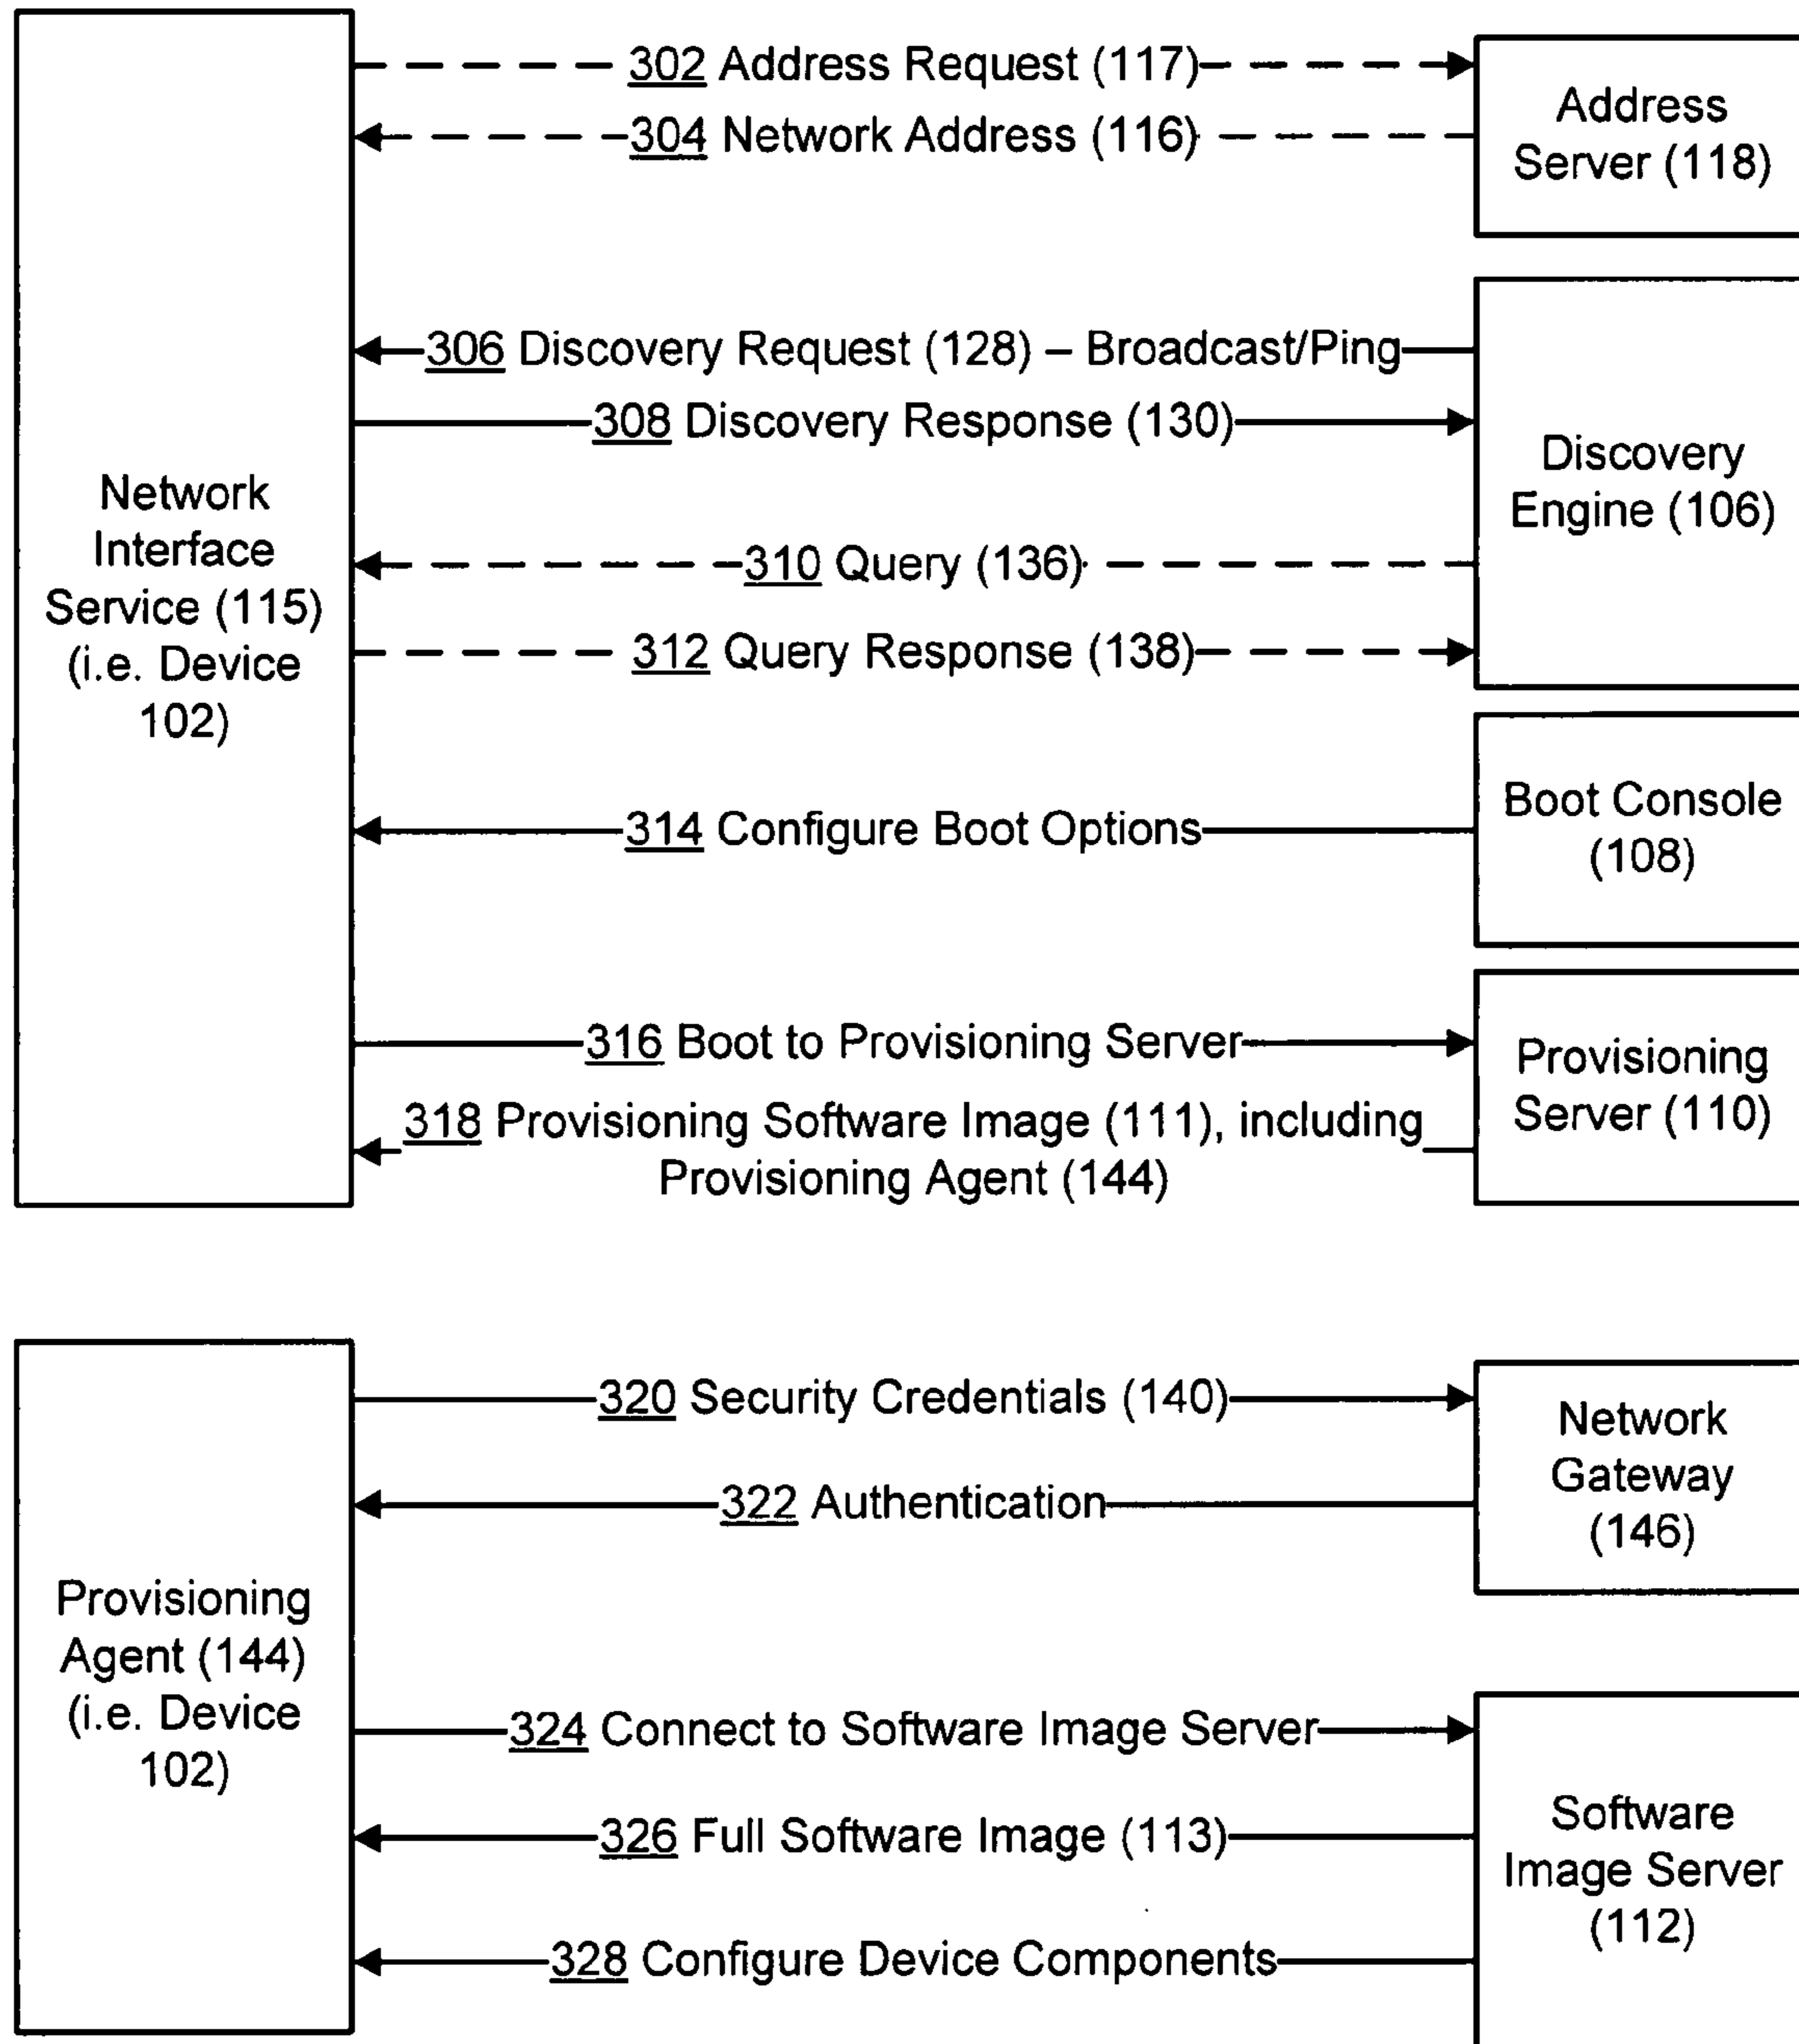 302 Address Request (117)
304 Network Address (116)
Address
Server (118)
306 Discovery Request (128) – Broadcast/Ping
308 Discovery Response (130)
310 Query (136)
312 Query Response (138)
Discovery
Engine (106)
Network
Interface
Service (115)
(i.e. Device
102)
314 Configure Boot Options
Boot Console
(108)
316 Boot to Provisioning Server
318 Provisioning Software Image (111), including
Provisioning Agent (144)
Provisioning
Server (110)
320 Security Credentials (140)
322 Authentication
Network
Gateway
(146)
Provisioning
Agent (144)
(i.e. Device
102)
324 Connect to Software Image Server
326 Full Software Image (113)
328 Configure Device Components
Software
Image Server
(112)